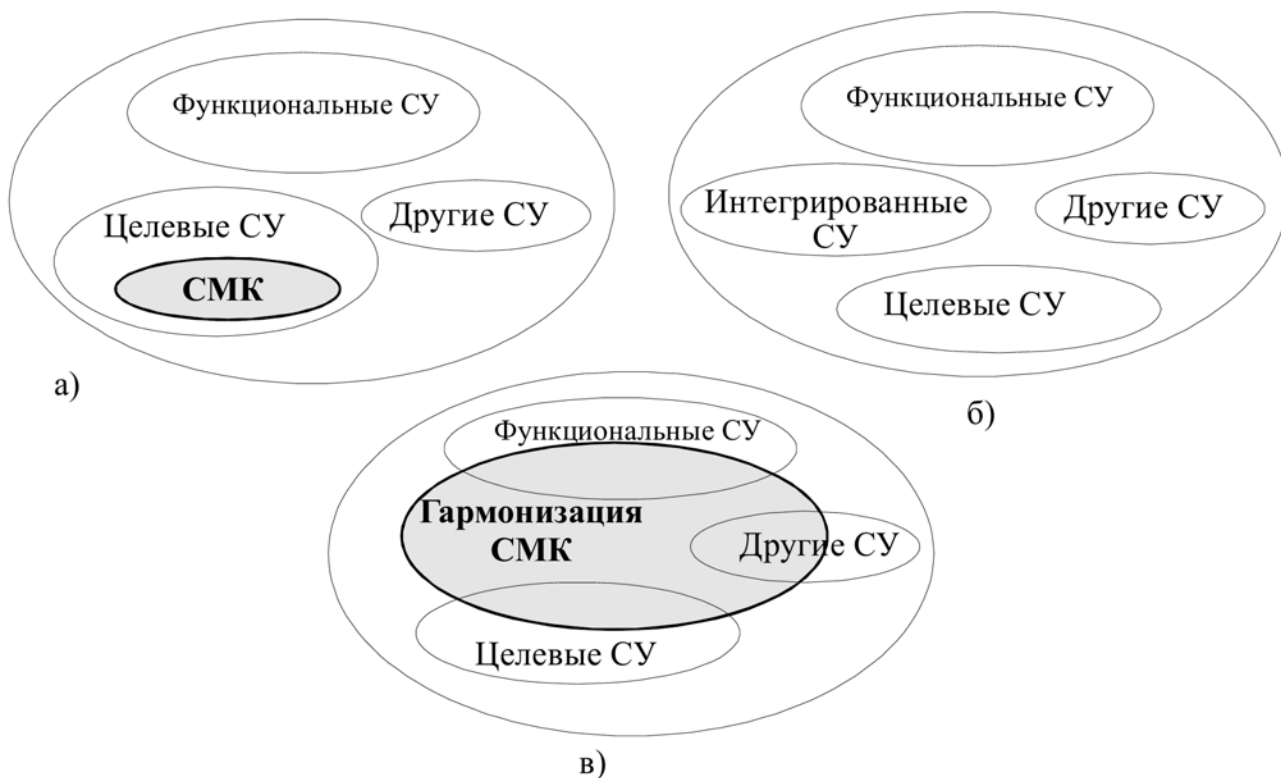 Функциональные СУ
Целевые СУ
Другие СУ
СМК
а)
Функциональные СУ
Интегрированные
СУ
Другие СУ
Целевые СУ
б)
Функциональные СУ
Гармонизация
СМК
Другие СУ
Целевые СУ
в)